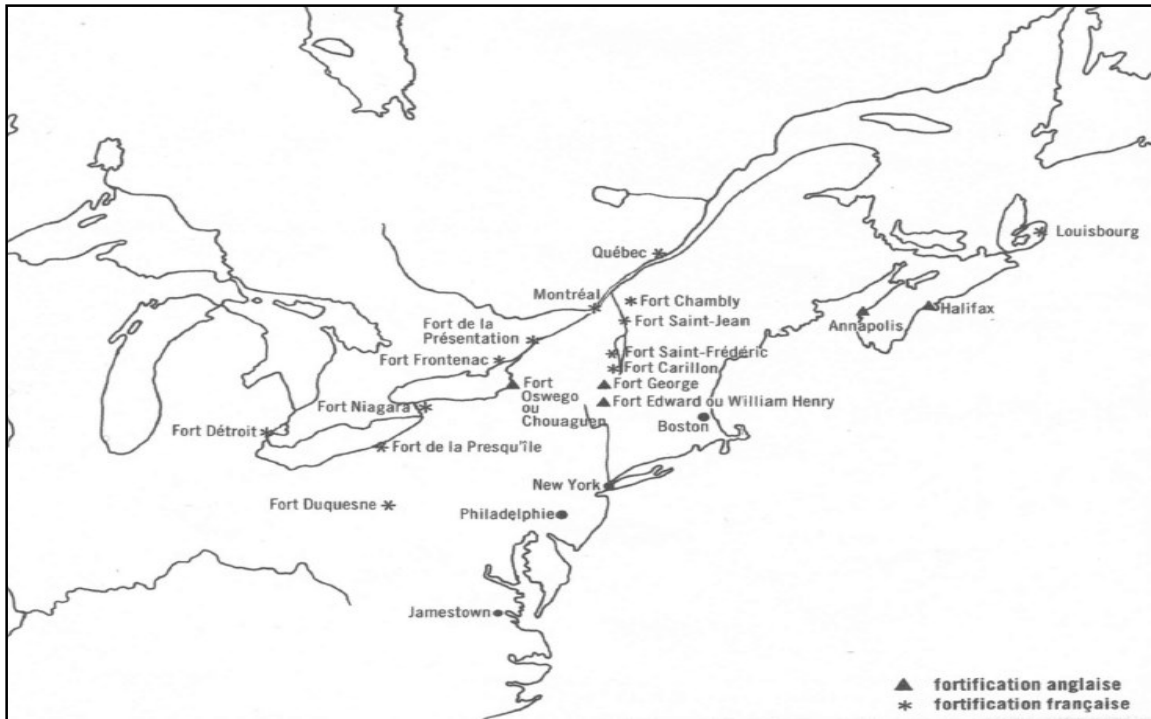 Québec
Louisbourg
Montréal
Fort Chambly
Halifax
Fort de la
Présentation
Fort Saint-Jean
Annapolis
Fort Frontenac
Fort Saint-Frédéric
Fort Carillon
Fort
Oswego
ou
Chouaguen
Fort George
Fort Edward ou William Henry
Fort Niagara
Boston
Fort Détroit
Fort de la Presqu'île
New York
Fort Duquesne
Philadelphie
Jamestown
fortification anglaise
fortification française